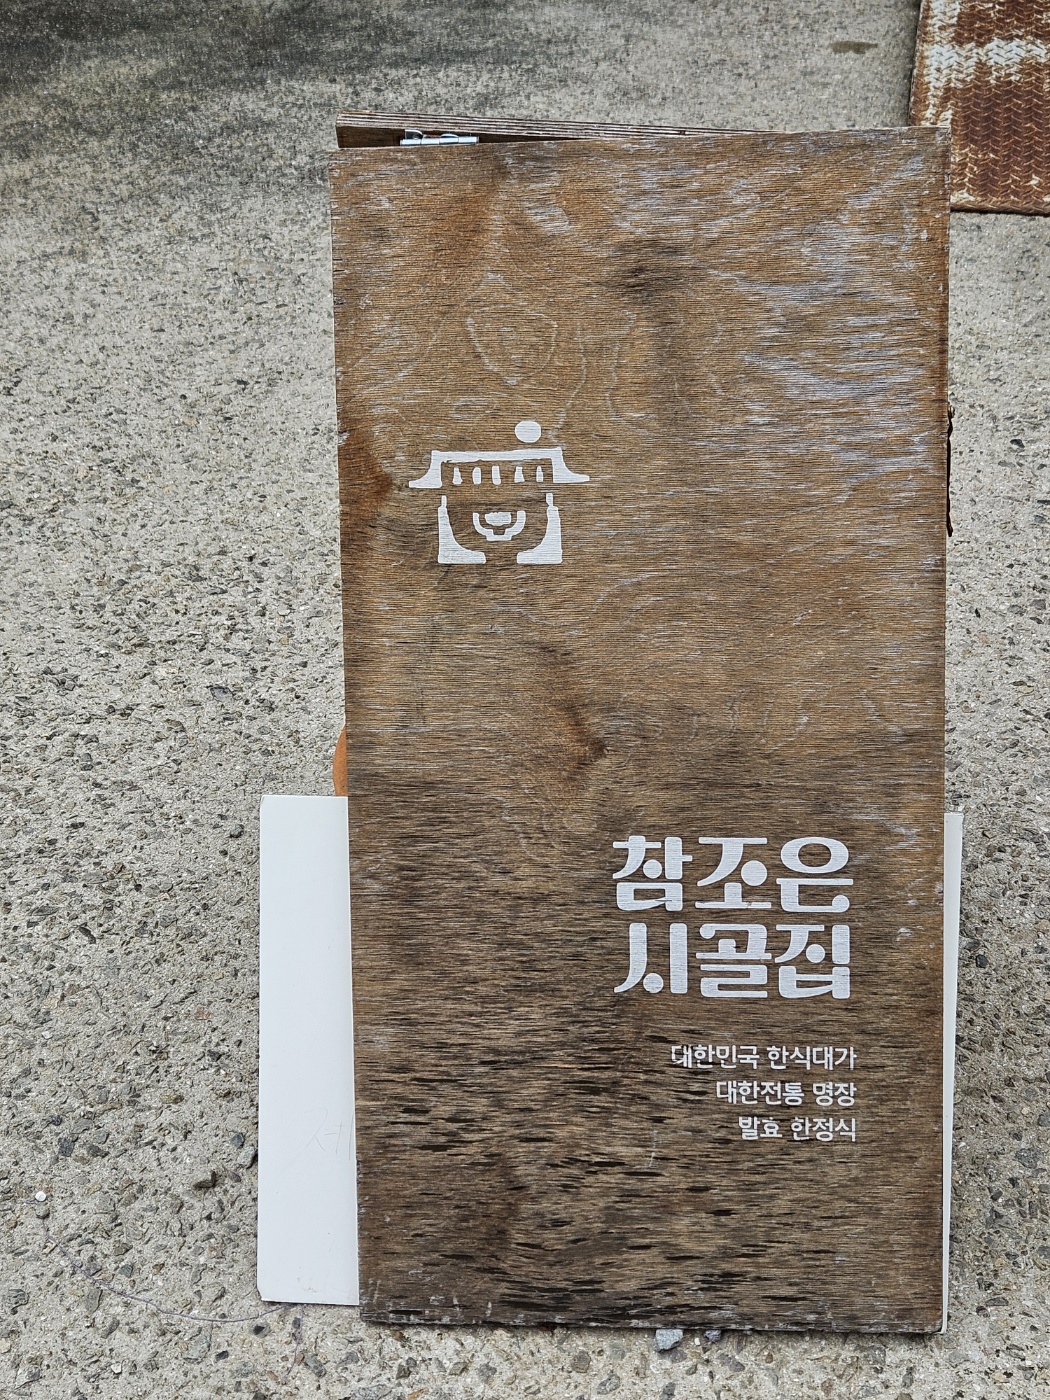 참조은
시골집
대한민국 한식대가
대한전통 명장
발효 한정식